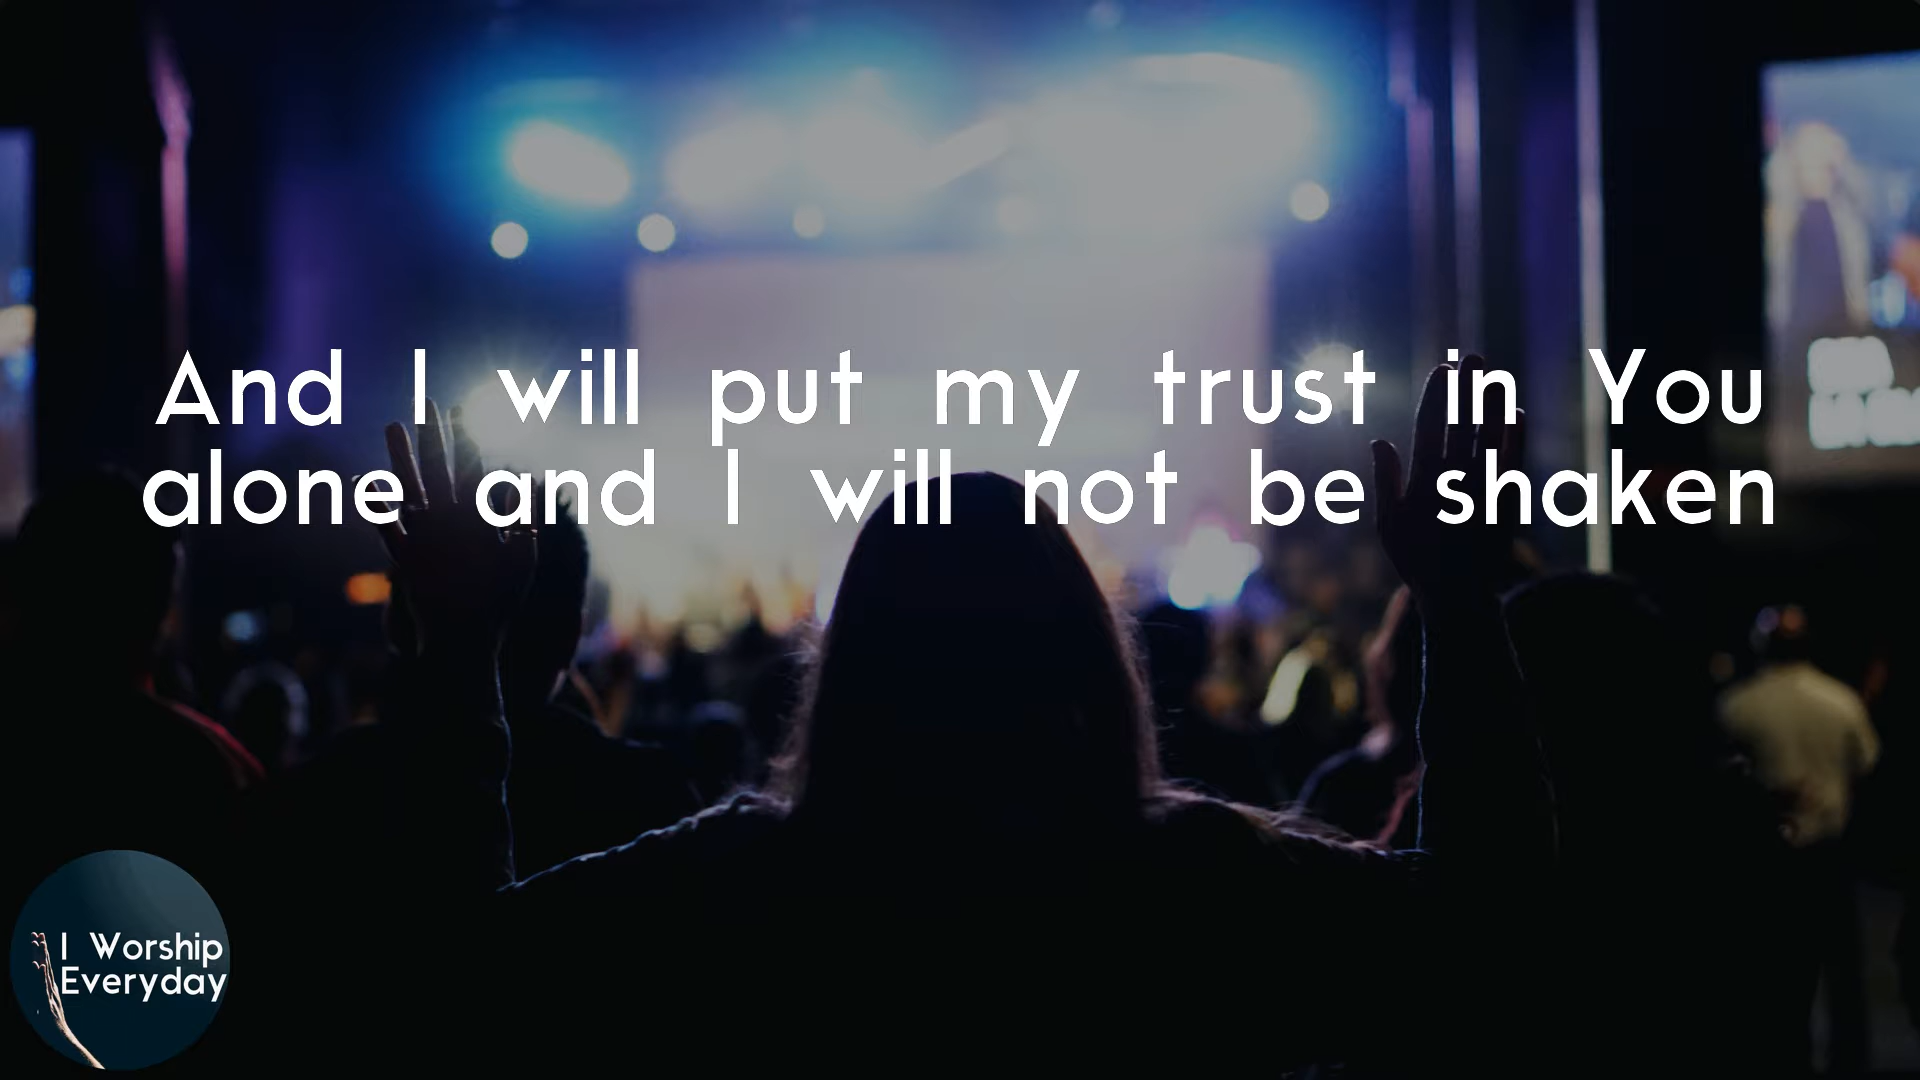 And I will put my trust in You
alone and I will not be shaken
I Worship
Everyday